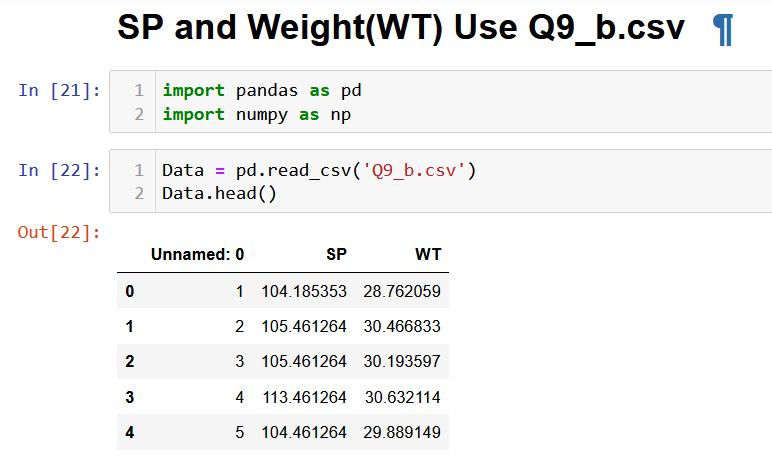 SP and Weight(WT) Use Q9_b.csv ¶
In [21]:
1 import pandas as pd
2 import numpy as np
In [22]:
1 Data = pd.read_csv('Q9_b.csv')
2 Data.head()
Out[22]:
Unnamed: 0 SP WT
0 1 104.185353 28.762059
1 2 105.461264 30.466833
2 3 105.461264 30.193597
3 4 113.461264 30.632114
4 5 104.461264 29.889149